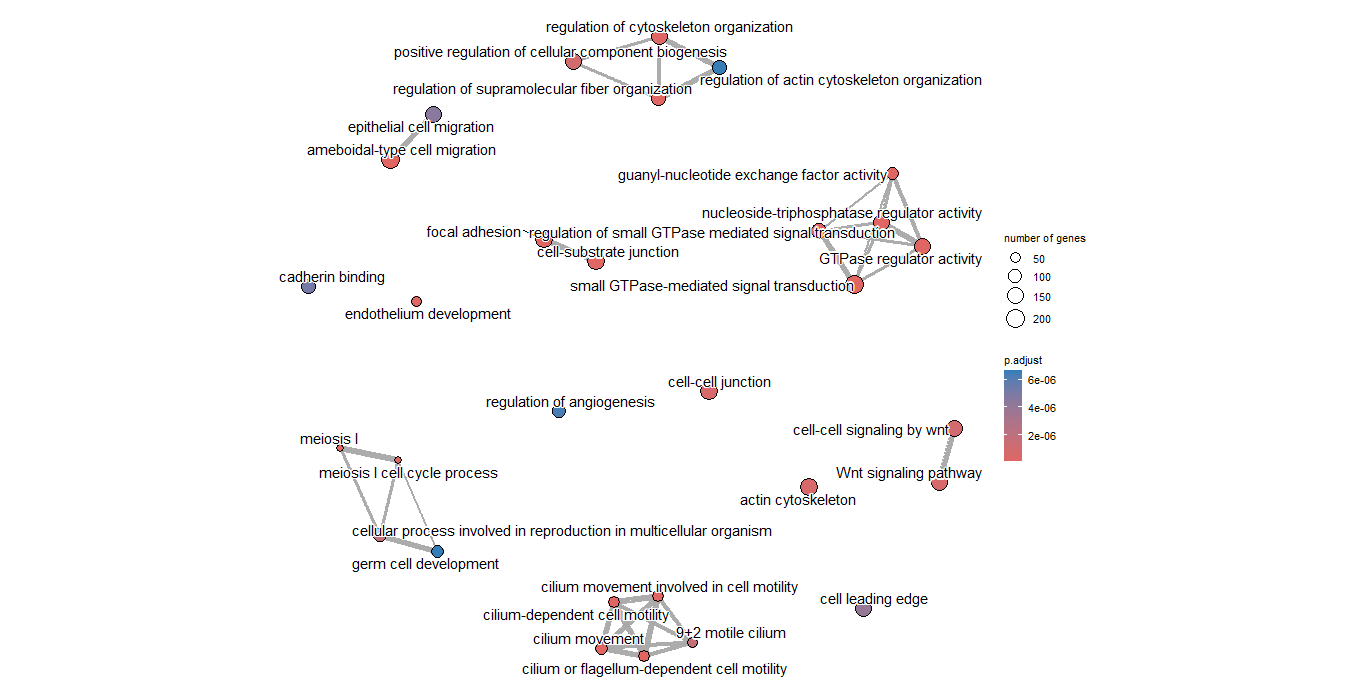 regulation of cytoskeleton organization
positive regulation of cellular component biogenesis
regulation of actin cytoskeleton organization
regulation of supramolecular fiber organization
epithelial cell migration
ameboidal-type cell migration
guanyl-nucleotide exchange factor activity
nucleoside-triphosphatase regulator activity
focal adhesion
regulation of small GTPase mediated signal transduction
cell-substrate junction
GTPase regulator activity
cadherin binding
small GTPase-mediated signal transduction
endothelium development
number of genes
50
100
150
200
p.adjust
6e-06
4e-06
2e-06
cell-cell junction
regulation of angiogenesis
cell-cell signaling by wnt
meiosis I
meiosis I cell cycle process
Wnt signaling pathway
actin cytoskeleton
cellular process involved in reproduction in multicellular organism
germ cell development
cilium movement involved in cell motility
cell leading edge
cilium-dependent cell motility
9+2 motile cilium
cilium movement
cilium or flagellum-dependent cell motility